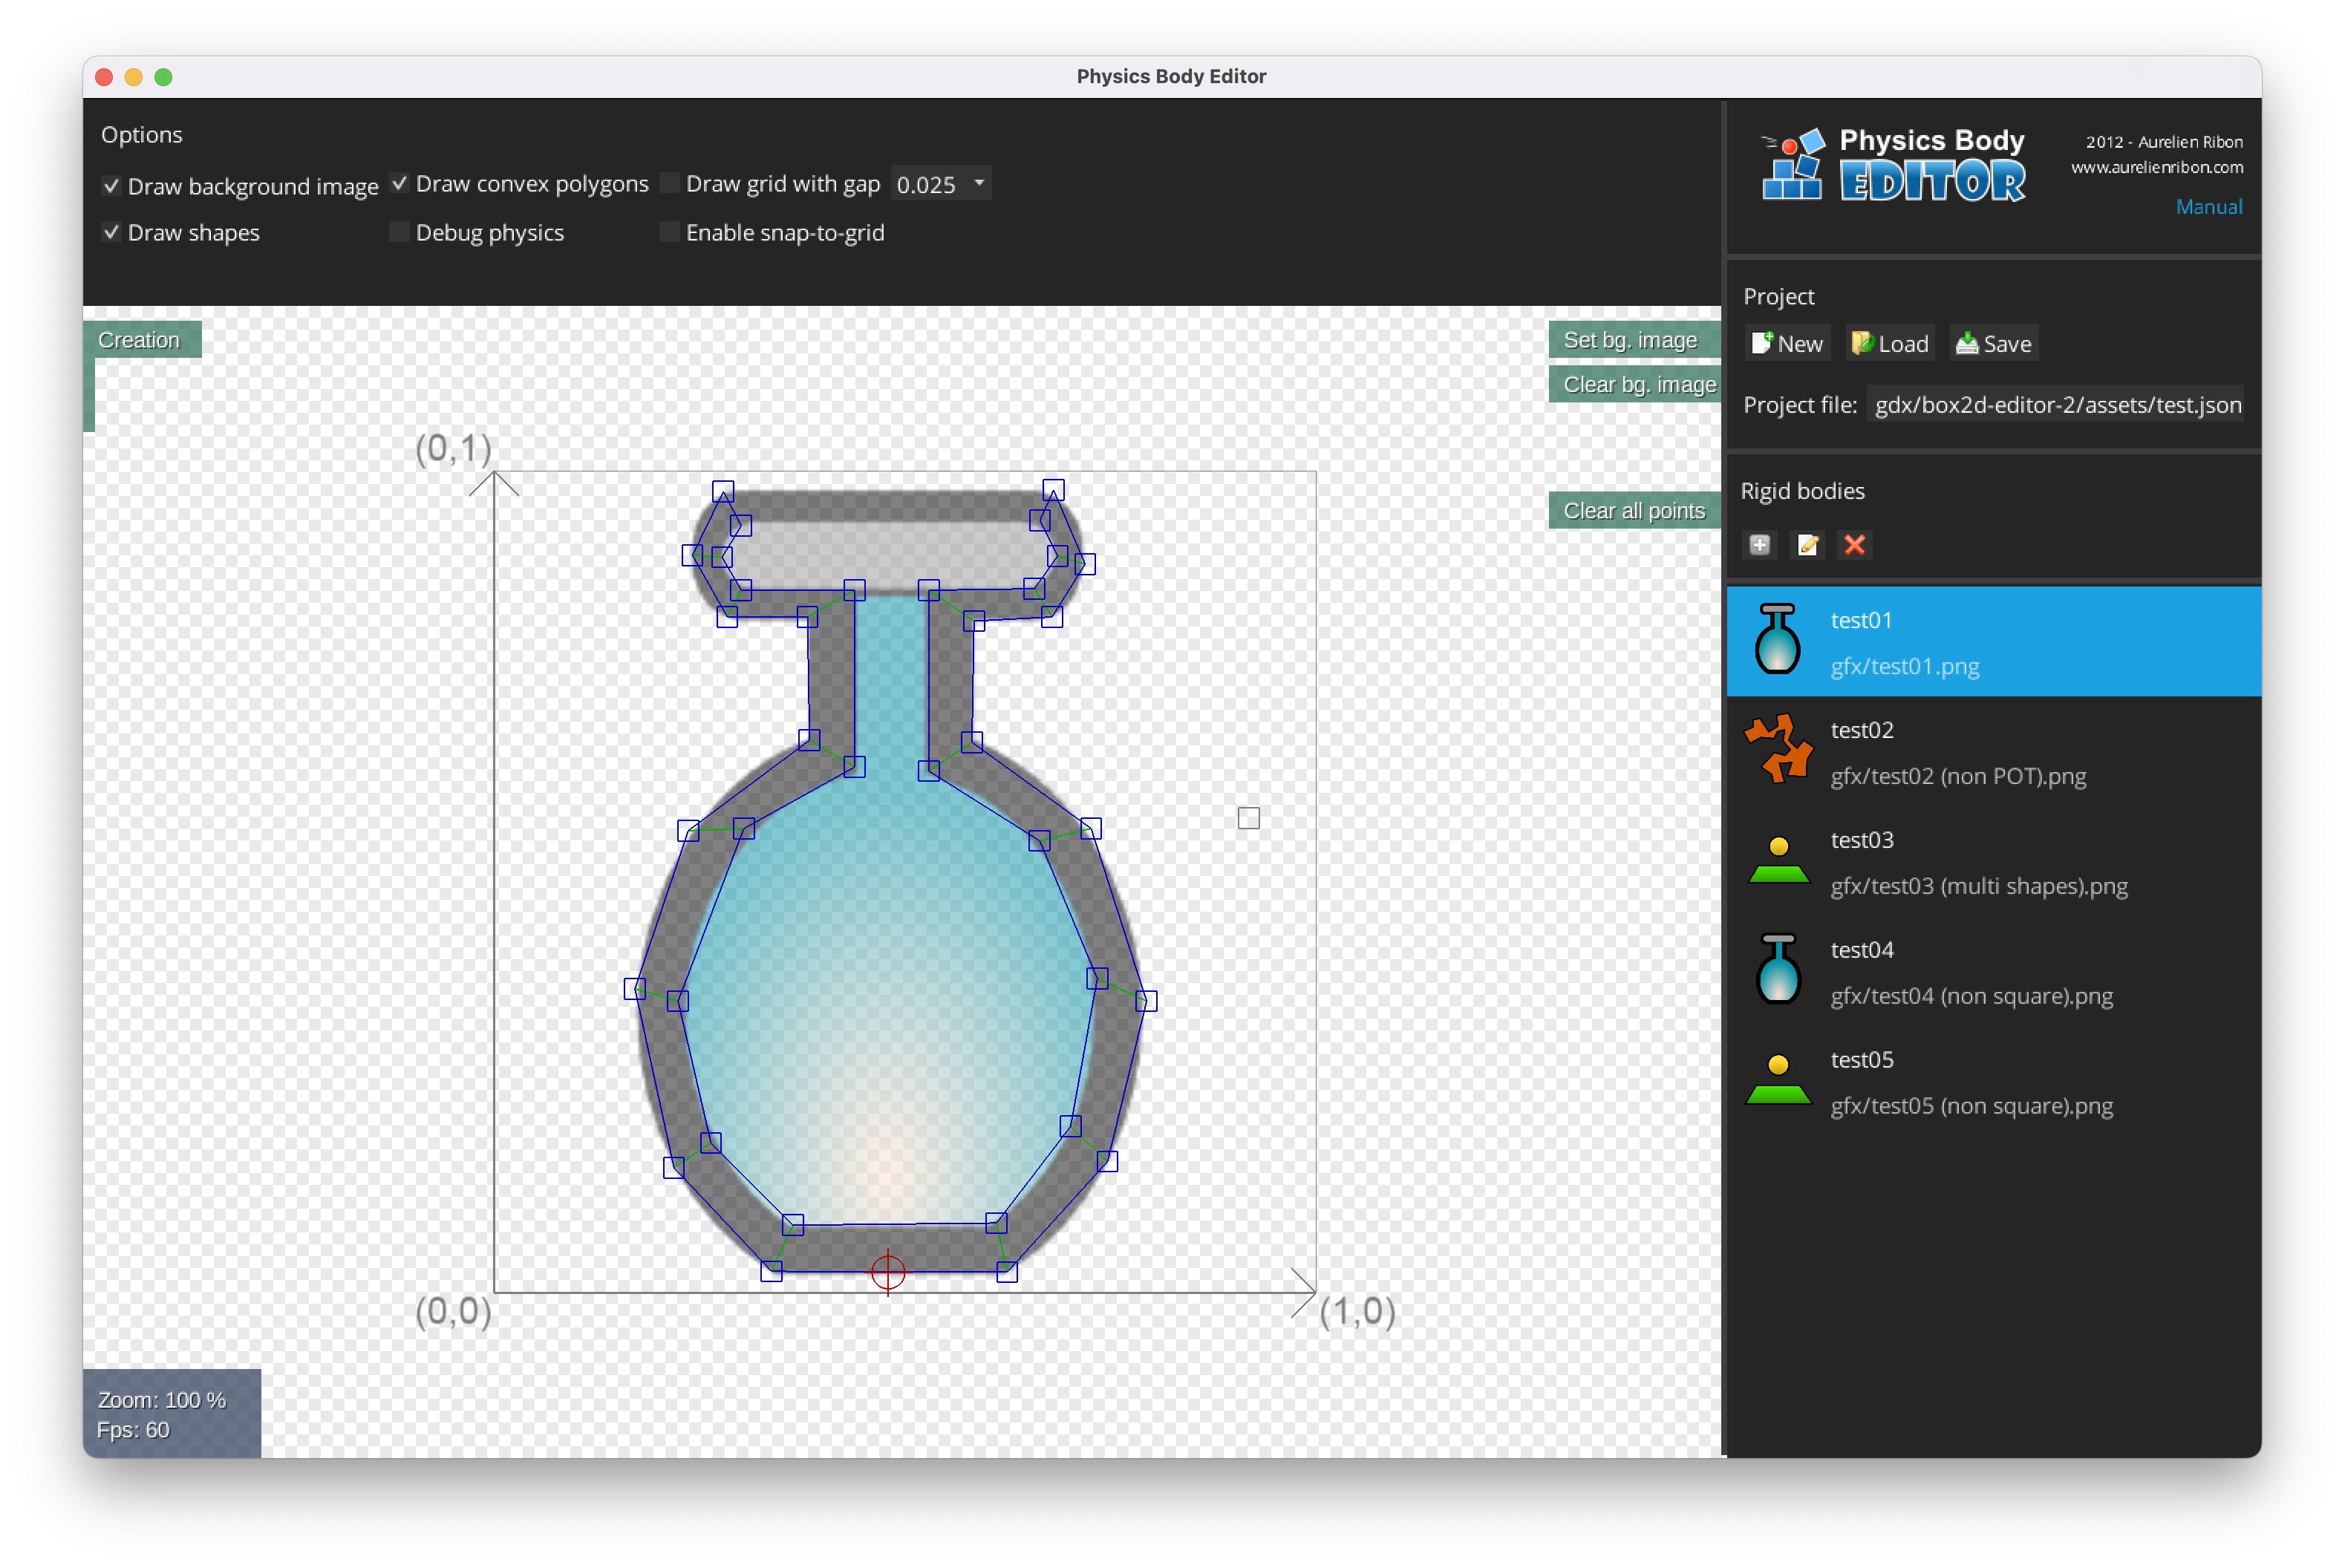 Physics Body Editor
Options
Draw background image
Draw convex polygons
Draw grid with gap
0.025
Draw shapes
Debug physics
Enable snap-to-grid
Physics Body
EDITOR
2012 - Aurelien Ribon
www.aurelienribon.com
Manual
Project
New
Load
Save
Project file:
gdx/box2d-editor-2/assets/test.json
Rigid bodies
test01
gfx/test01.png
test02
gfx/test02 (non POT).png
test03
gfx/test03 (multi shapes).png
test04
gfx/test04 (non square).png
test05
gfx/test05 (non square).png
Creation
Set bg. image
Clear bg. image
Clear all points
(0,1)
(0,0)
(1,0)
Zoom: 100 %
Fps: 60